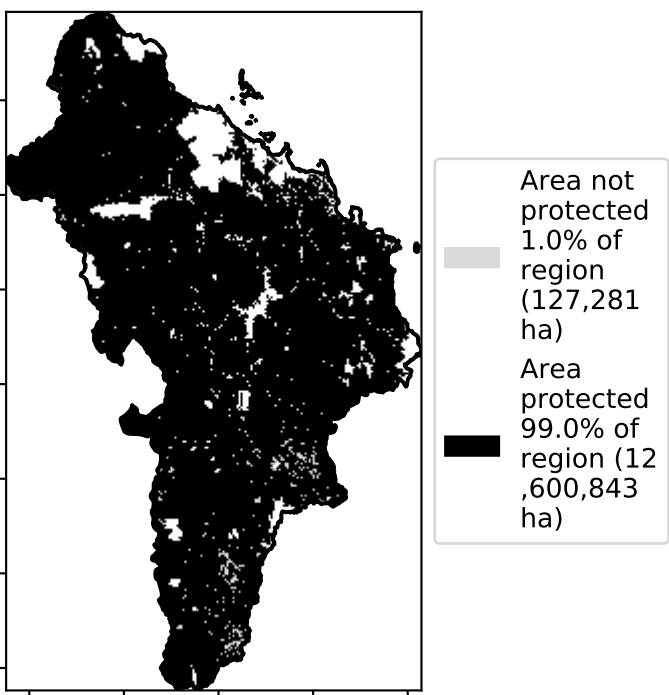 Area not
protected
1.0% of
region
(127,281
ha)
Area
protected
99.0% of
region (12
,600,843
ha)